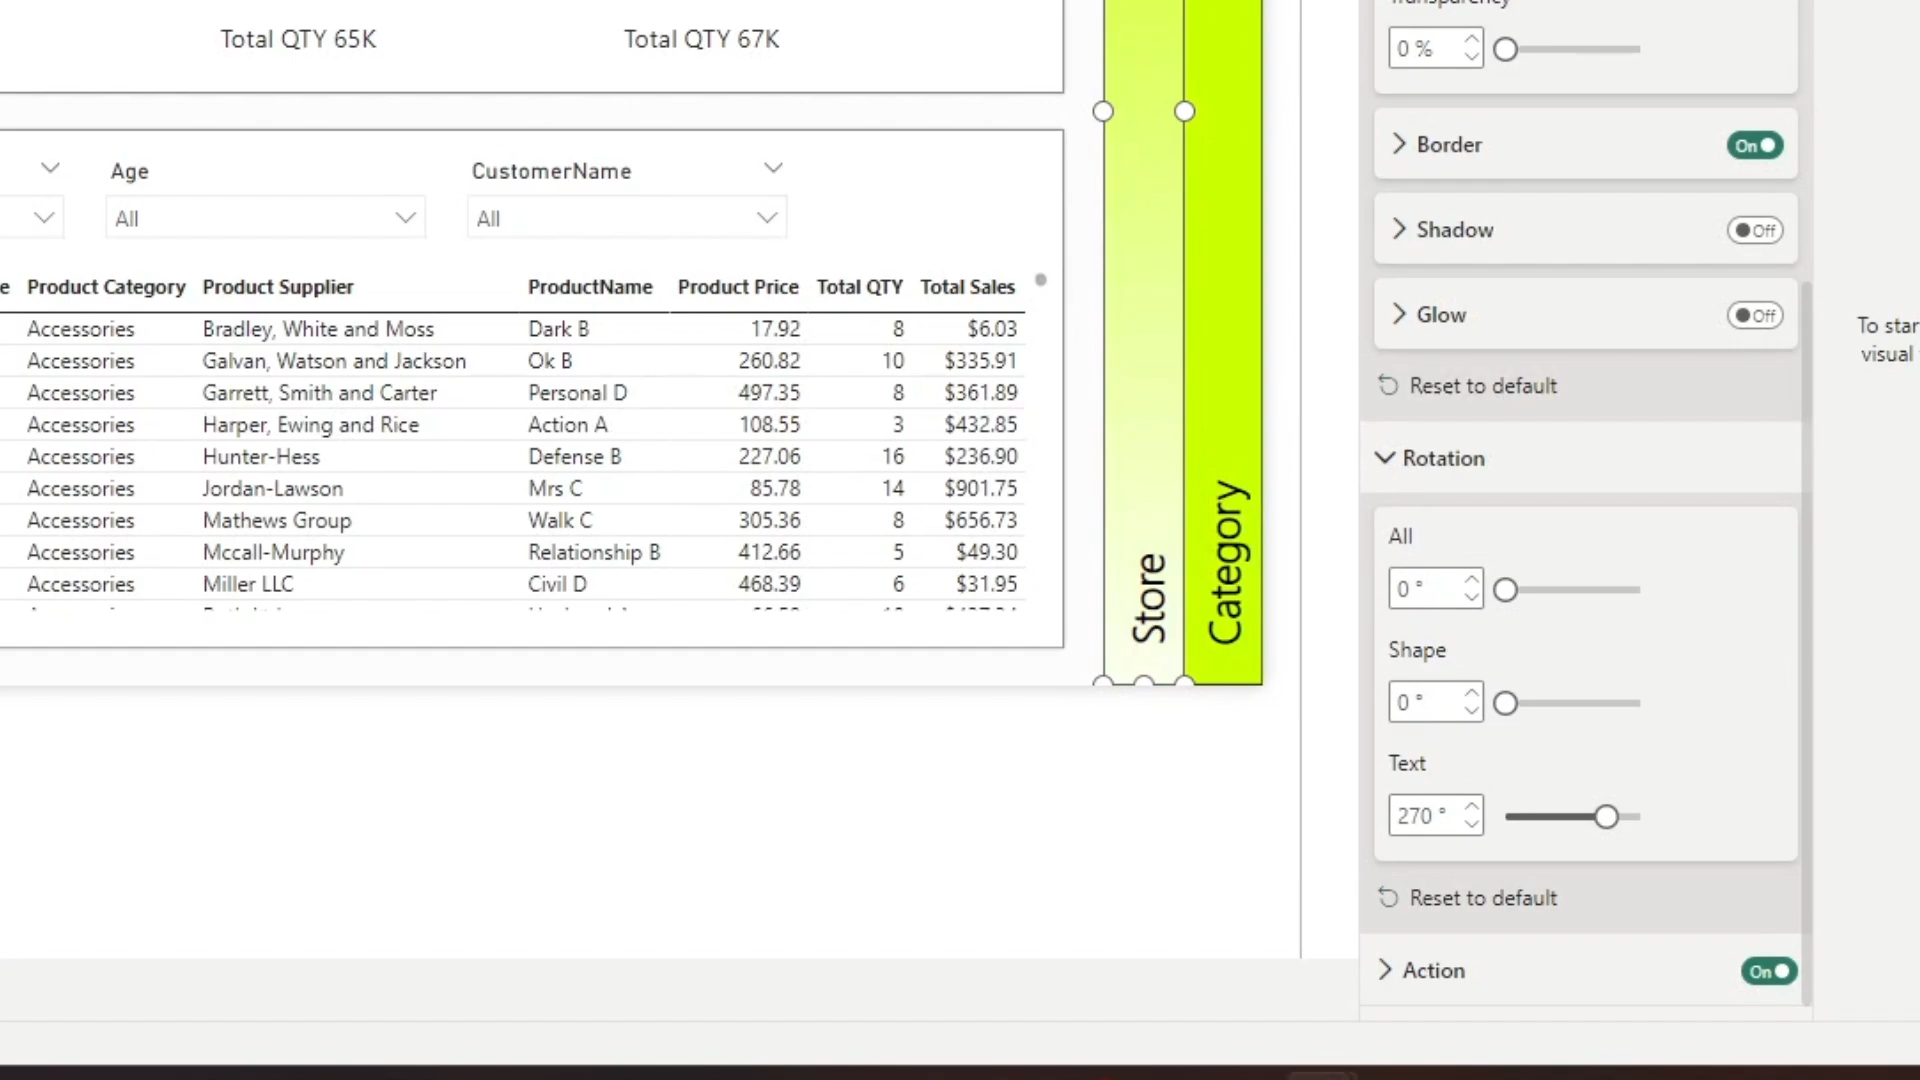 Total QTY 65K
Total QTY 67K
Age
CustomerName
All
All
e Product Category Product Supplier ProductName Product Price Total QTY Total Sales
Accessories Bradley, White and Moss Dark B 17.92 8 $6.03
Accessories Galvan, Watson and Jackson Ok B 260.82 10 $335.91
Accessories Garrett, Smith and Carter Personal D 497.35 8 $361.89
Accessories Harper, Ewing and Rice Action A 108.55 3 $432.85
Accessories Hunter-Hess Defense B 227.06 16 $236.90
Accessories Jordan-Lawson Mrs C 85.78 14 $901.75
Accessories Mathews Group Walk C 305.36 8 $656.73
Accessories Mccall-Murphy Relationship B 412.66 5 $49.30
Accessories Miller LLC Civil D 468.39 6 $31.95
Store
Category
Transparency
0 %
Border On
Shadow Off
Glow Off
Reset to default
Rotation
All
0 °
Shape
0 °
Text
270 °
Reset to default
Action On
To star
visual